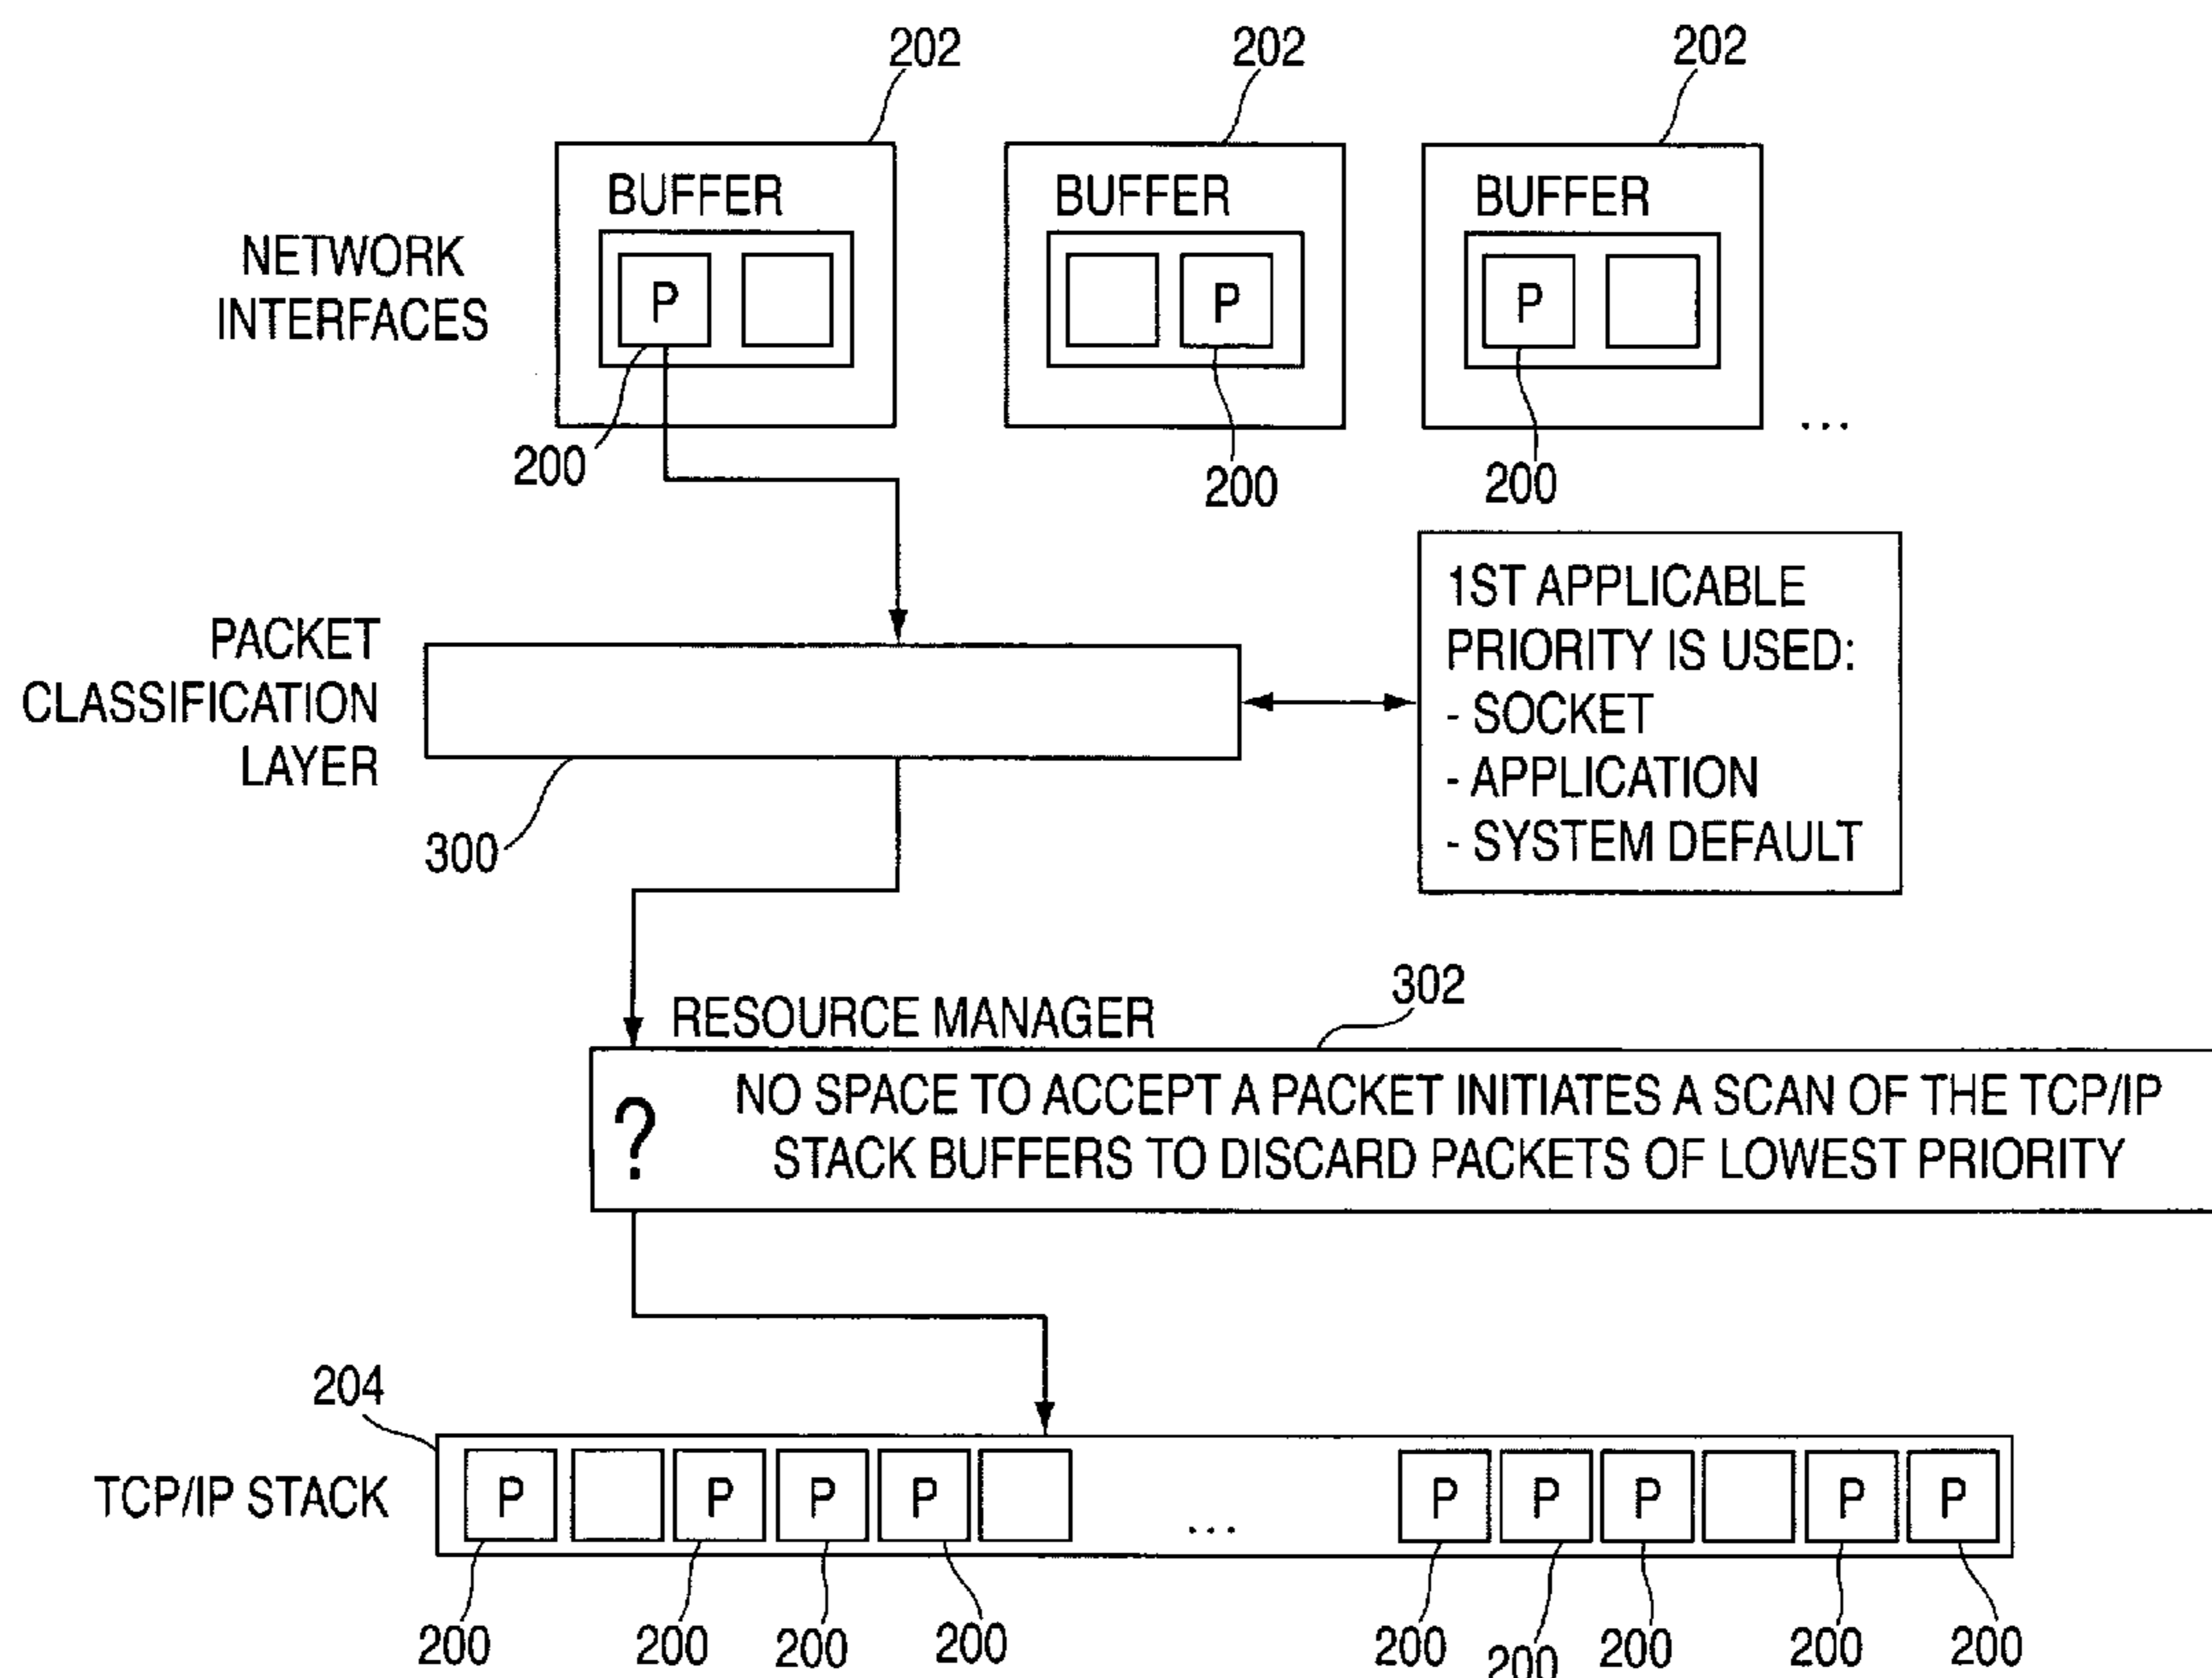 202 202 202
BUFFER BUFFER BUFFER
NETWORK
INTERFACES
P P P
200 200 200
PACKET
CLASSIFICATION
LAYER
300
1ST APPLICABLE
PRIORITY IS USED:
- SOCKET
- APPLICATION
- SYSTEM DEFAULT
RESOURCE MANAGER
302
? NO SPACE TO ACCEPT A PACKET INITIATES A SCAN OF THE TCP/IP
STACK BUFFERS TO DISCARD PACKETS OF LOWEST PRIORITY
204
TCP/IP STACK
P P P P ... P P P P P
200 200 200 200 200 200 200 200 200